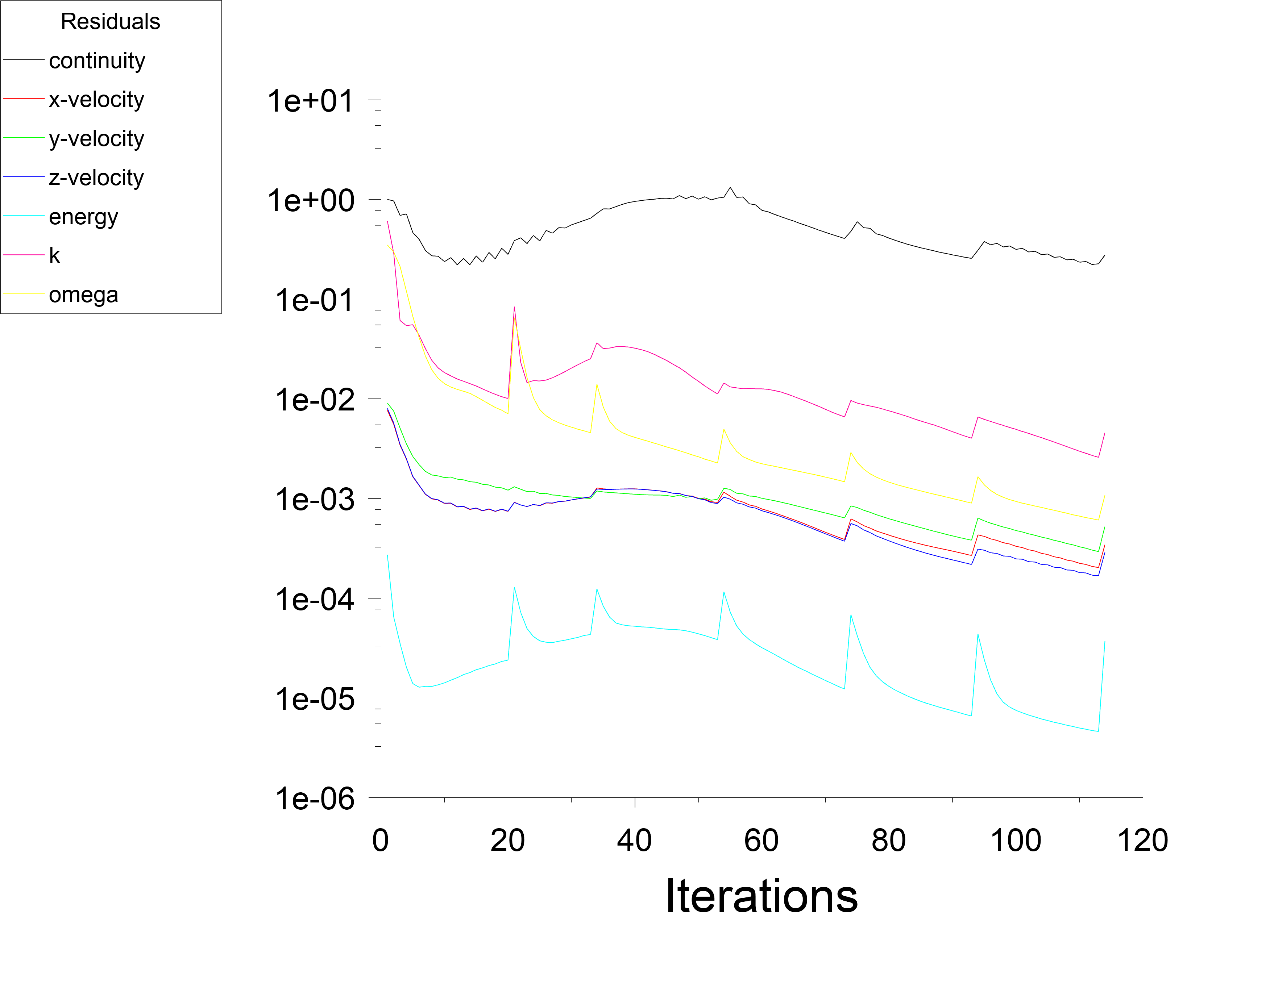 Residuals
continuity
x-velocity
y-velocity
z-velocity
energy
k
omega
1e+01
1e+00
1e-01
1e-02
1e-03
1e-04
1e-05
1e-06
0 20 40 60 80 100 120
Iterations